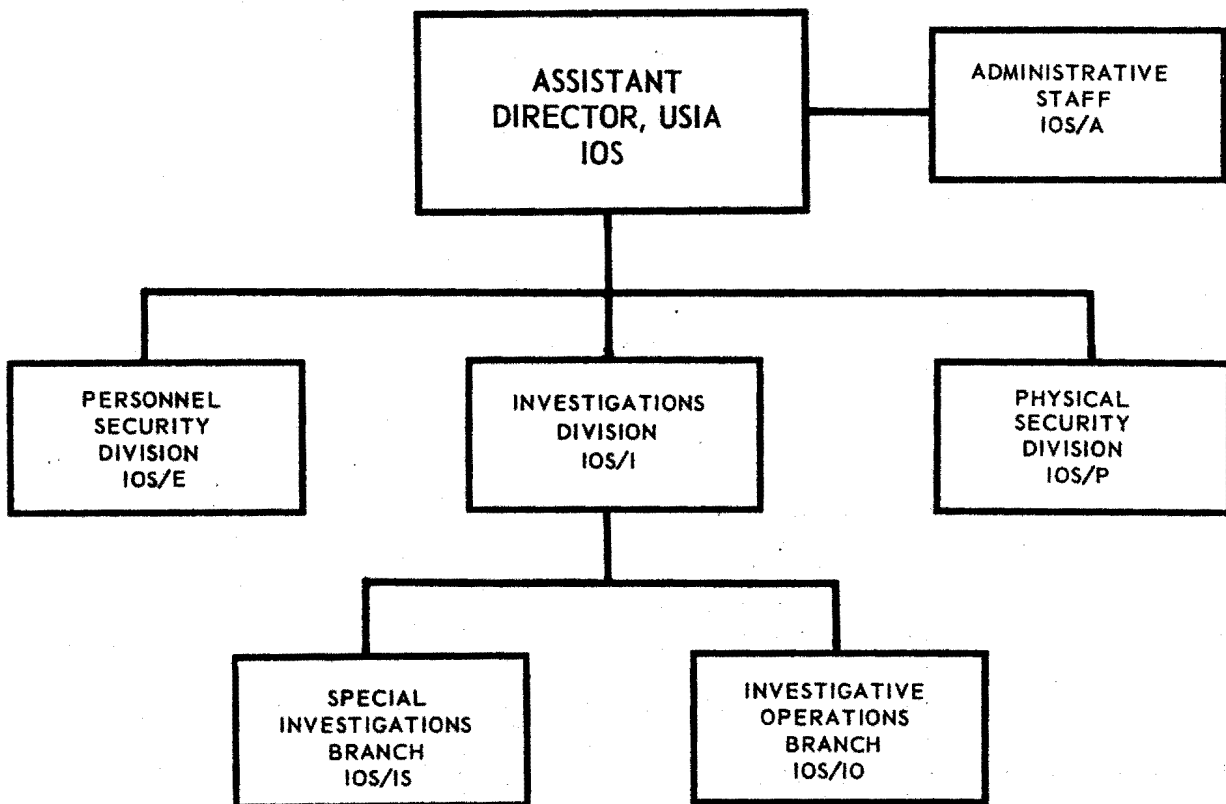 ASSISTANT
DIRECTOR, USIA
IOS
ADMINISTRATIVE
STAFF
IOS/A
PERSONNEL
SECURITY
DIVISION
IOS/E
INVESTIGATIONS
DIVISION
IOS/I
PHYSICAL
SECURITY
DIVISION
IOS/P
SPECIAL
INVESTIGATIONS
BRANCH
IOS/IS
INVESTIGATIVE
OPERATIONS
BRANCH
IOS/IO